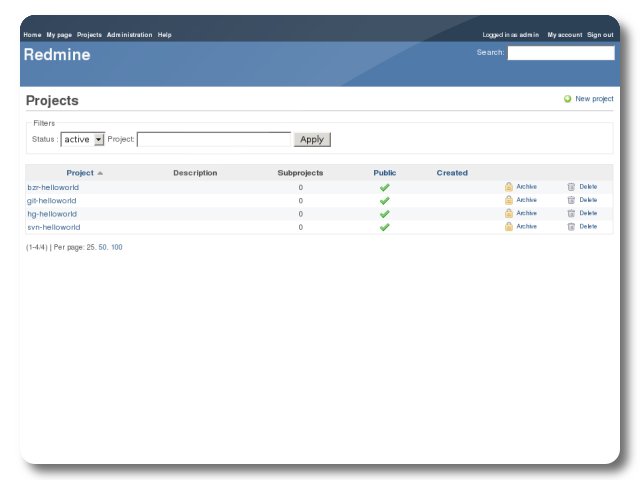 Home My page Projects Administration Help Logged in as admin My account Sign out
Redmine Search:
Projects New project
Filters
Status : active Project: Apply
Project Description Subprojects Public Created
bzr-helloworld 0 Archive Delete
git-helloworld 0 Archive Delete
hg-helloworld 0 Archive Delete
svn-helloworld 0 Archive Delete
(1-4/4) | Per page: 25, 50, 100